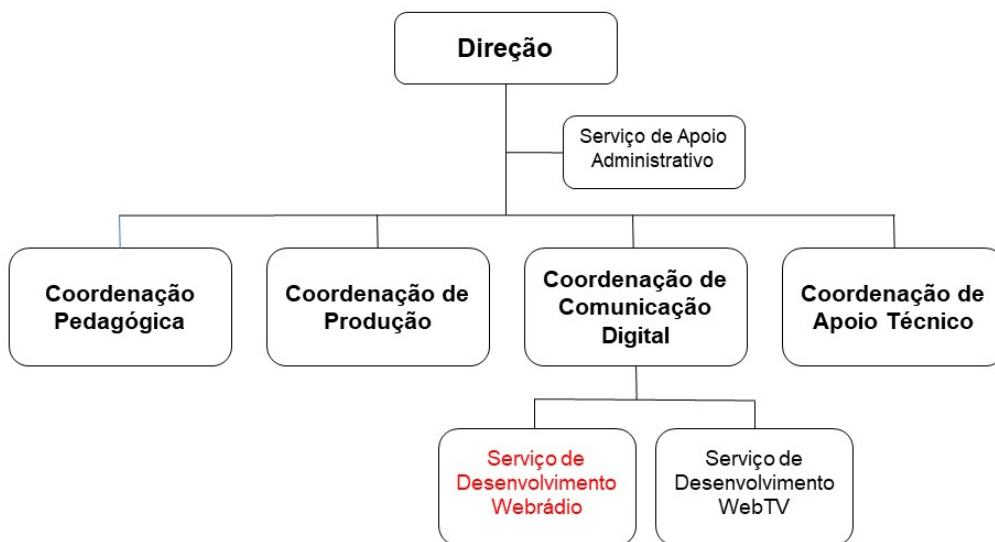 Direção
Serviço de Apoio
Administrativo
Coordenação
Pedagógica
Coordenação de
Produção
Coordenação de
Comunicação
Digital
Coordenação de
Apoio Técnico
Serviço de
Desenvolvimento
Webrádio
Serviço de
Desenvolvimento
WebTV